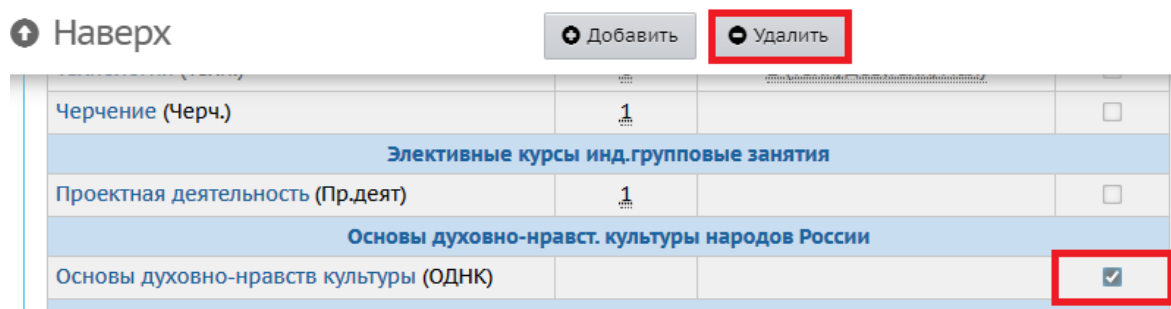 Наверх
Добавить
Удалить
Черчение (Черч.) 1
Элективные курсы инд.групповые занятия
Проектная деятельность (Пр.деят) 1
Основы духовно-нравст. культуры народов России
Основы духовно-нравств культуры (ОДНК)